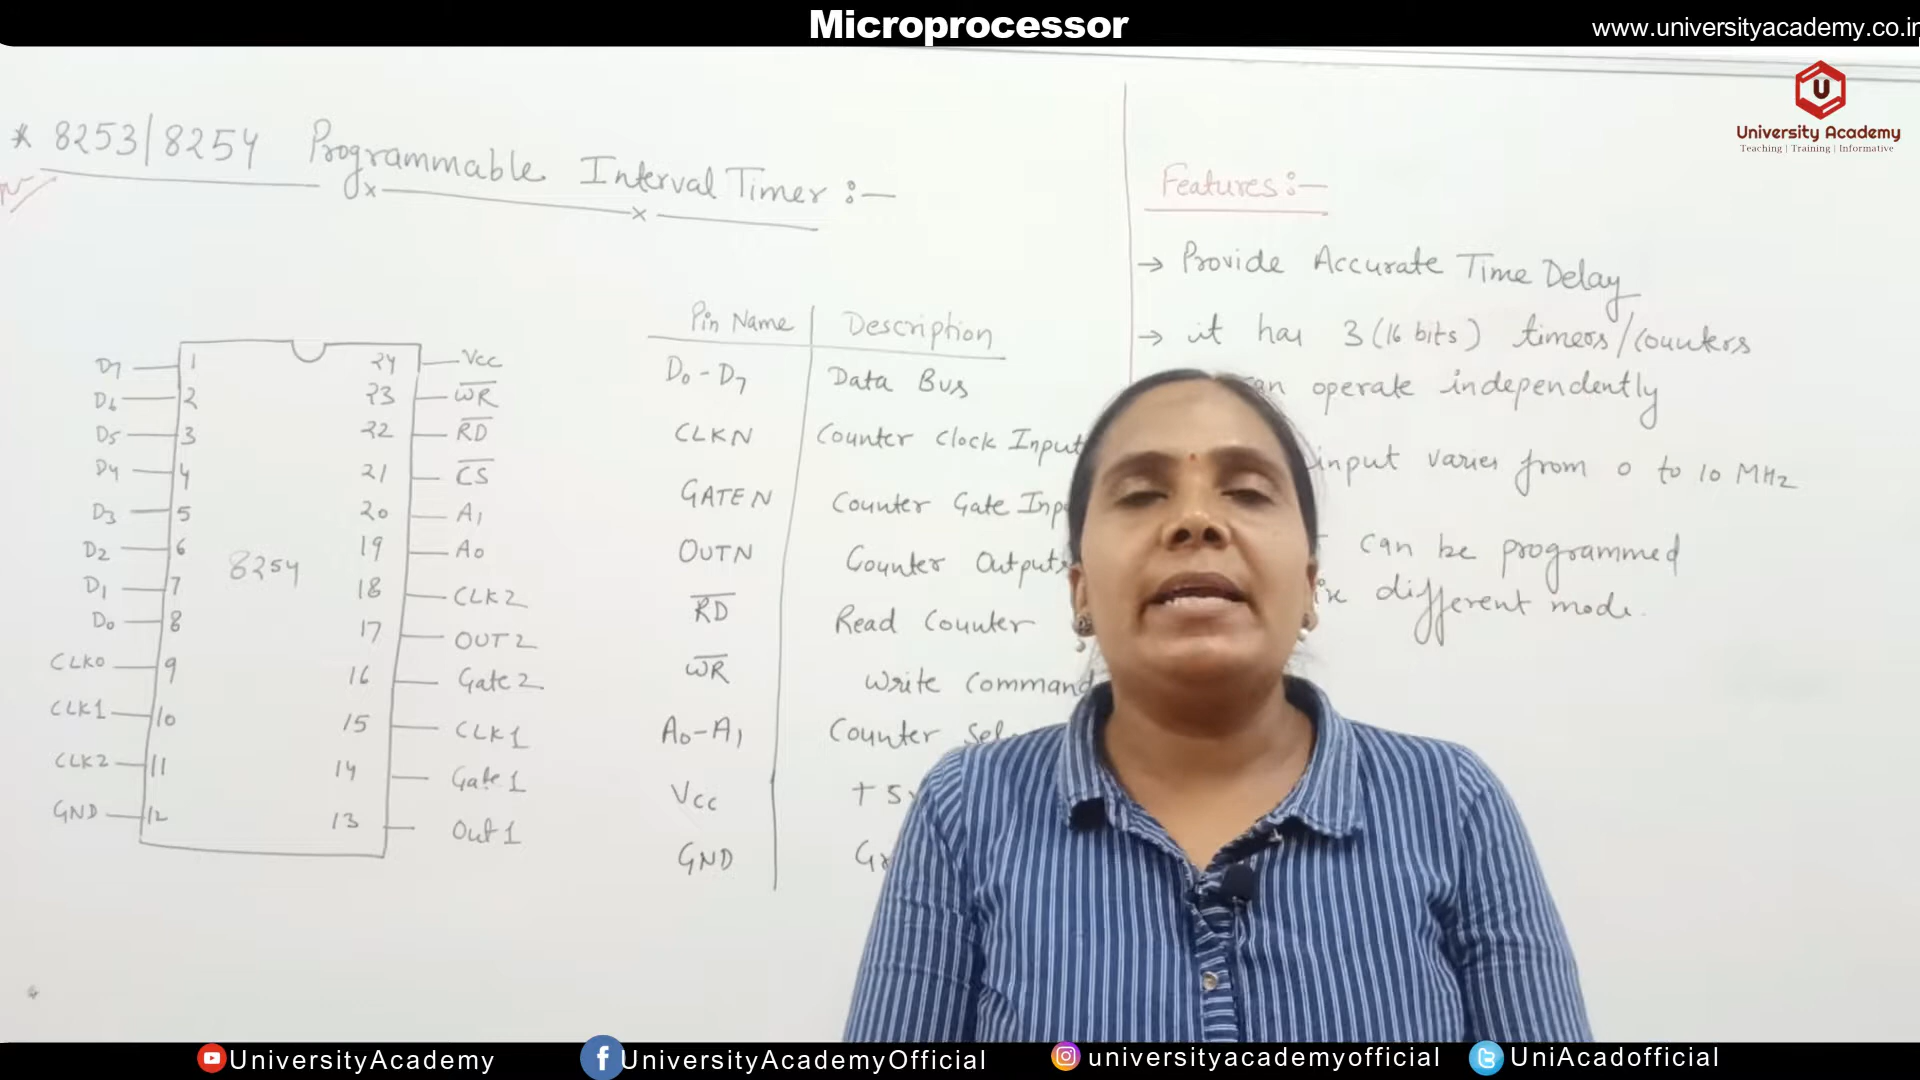 Microprocessor
www.universityacademy.co.in
University Academy
Teaching | Training | Informative
* 8253/8254 Programmable Interval Timer :-
Features :-
→ Provide Accurate Time Delay
→ it has 3 (16 bits) timers/counters
operate independently
input varies from 0 to 10 MHz
can be programmed
different mode.
Pin Name Description
D0 - D7 Data Bus
CLKN Counter Clock Input
GATE N Counter Gate
OUTN Counter Outputs
RD Read Counter
WR Write Command
A0-A1 Counter
Vcc + 5
GND
8254
D7 1 24 Vcc
D6 2 23 WR
D5 3 22 RD
D4 4 21 CS
D3 5 20 A1
D2 6 19 A0
D1 7 18 CLK2
D0 8 17 OUT2
CLK0 9 16 Gate2
CLK1 10 15 CLK1
CLK2 11 14 Gate1
GND 12 13 Out1
UniversityAcademy
UniversityAcademyOfficial
universityacademyofficial
UniAcadofficial